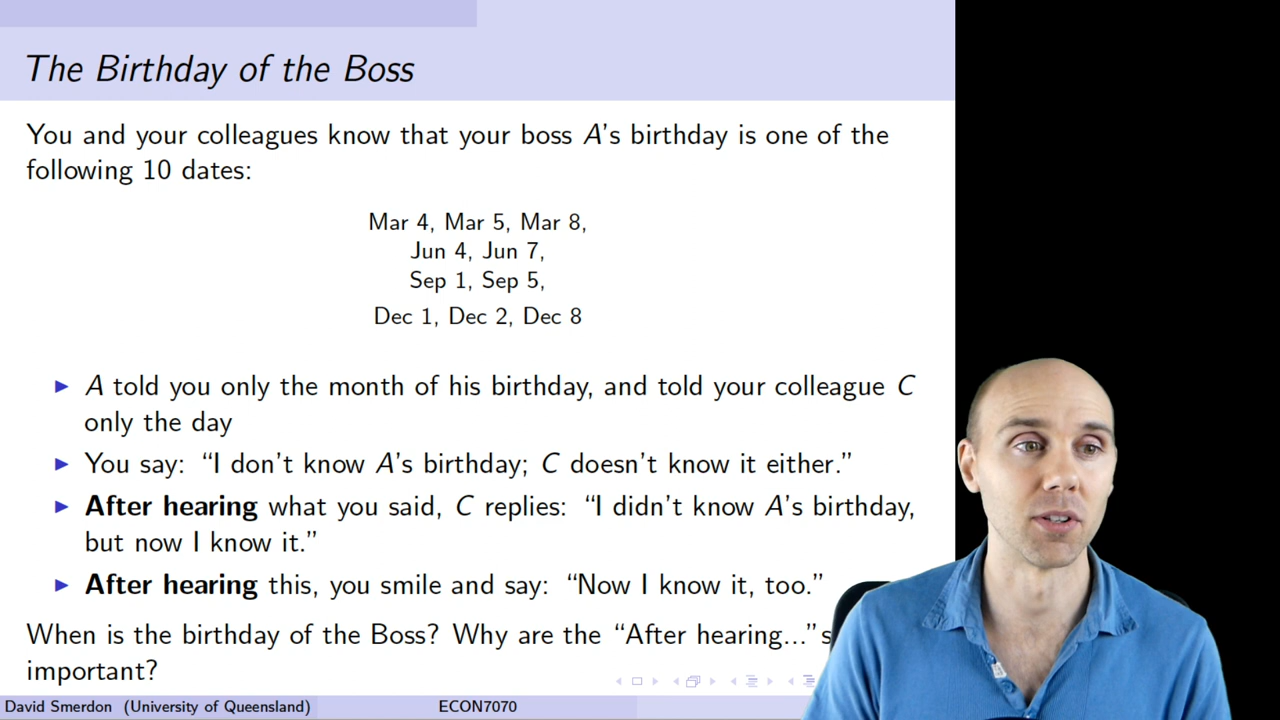 The Birthday of the Boss
You and your colleagues know that your boss A's birthday is one of the
following 10 dates:
Mar 4, Mar 5, Mar 8,
Jun 4, Jun 7,
Sep 1, Sep 5,
Dec 1, Dec 2, Dec 8
▶ A told you only the month of his birthday, and told your colleague C
only the day
▶ You say: "I don't know A's birthday; C doesn't know it either."
▶ After hearing what you said, C replies: "I didn't know A's birthday,
but now I know it."
▶ After hearing this, you smile and say: "Now I know it, too."
When is the birthday of the Boss? Why are the "After hearing..."s
important?
David Smerdon (University of Queensland) ECON7070